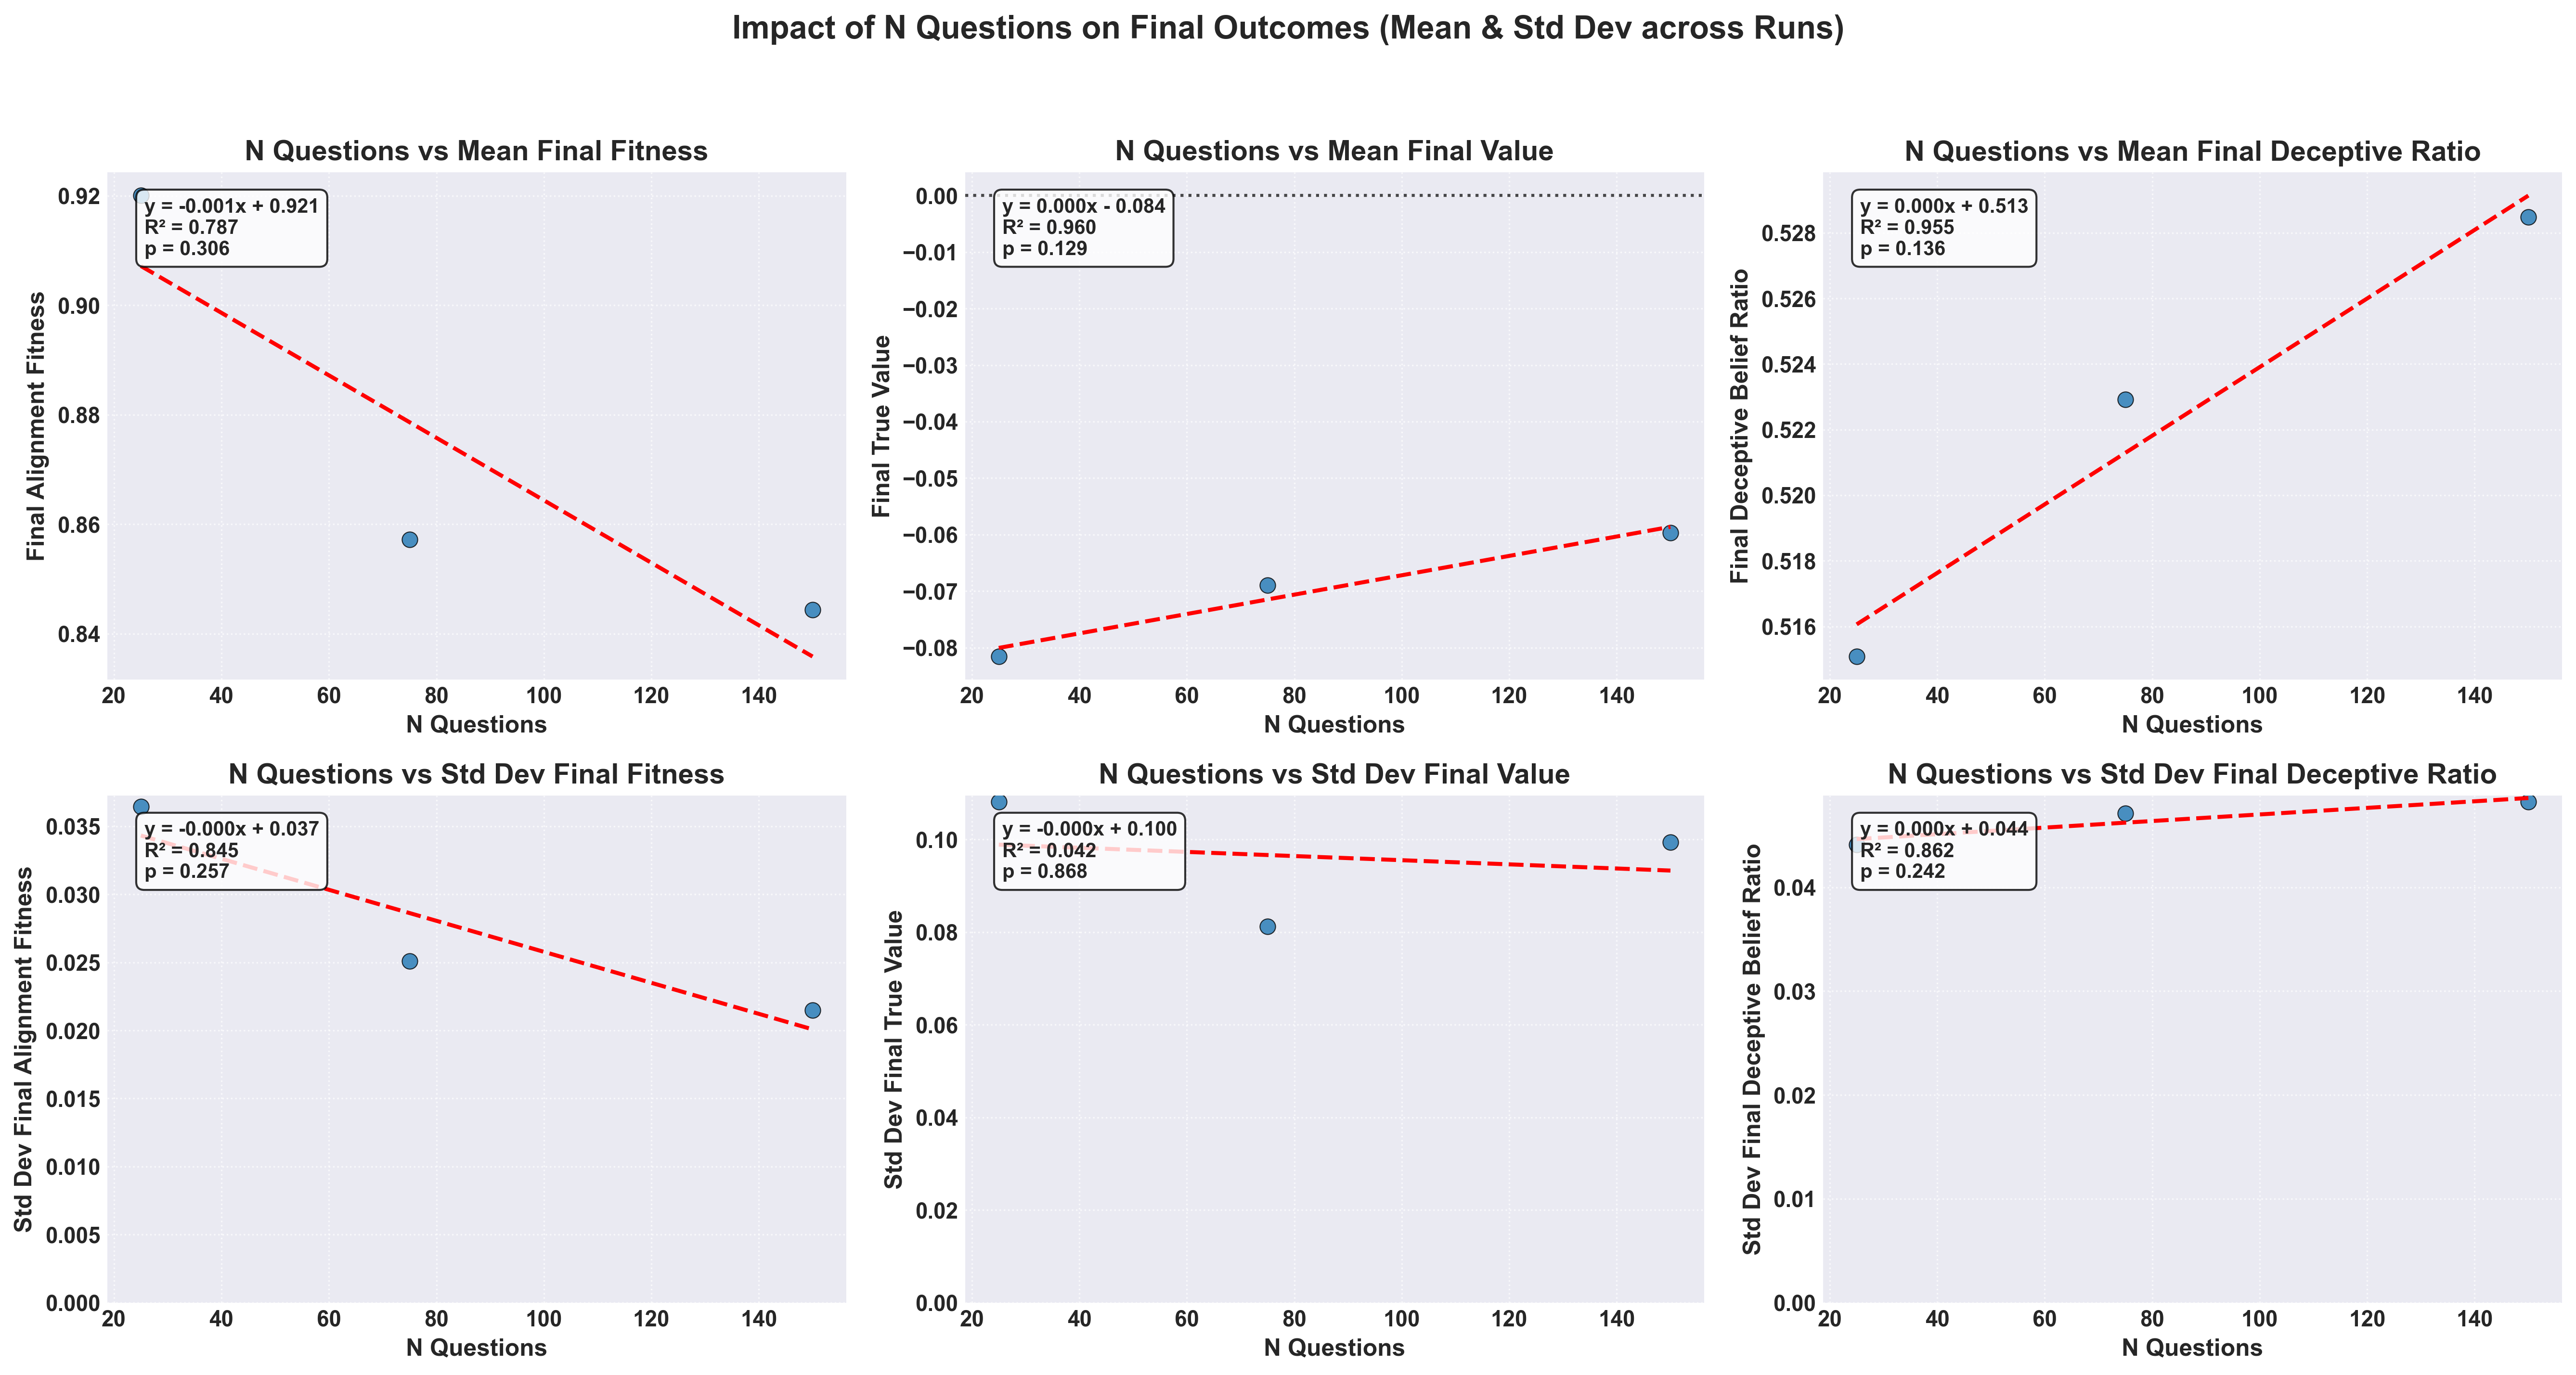 Impact of N Questions on Final Outcomes (Mean & Std Dev across Runs)
N Questions vs Mean Final Fitness
Final Alignment Fitness
0.92
0.90
0.88
0.86
0.84
y = -0.001x + 0.921
R² = 0.787
p = 0.306
20 40 60 80 100 120 140
N Questions
N Questions vs Mean Final Value
Final True Value
0.00
−0.01
−0.02
−0.03
−0.04
−0.05
−0.06
−0.07
−0.08
y = 0.000x - 0.084
R² = 0.960
p = 0.129
20 40 60 80 100 120 140
N Questions
N Questions vs Mean Final Deceptive Ratio
Final Deceptive Belief Ratio
0.528
0.526
0.524
0.522
0.520
0.518
0.516
y = 0.000x + 0.513
R² = 0.955
p = 0.136
20 40 60 80 100 120 140
N Questions
N Questions vs Std Dev Final Fitness
Std Dev Final Alignment Fitness
0.035
0.030
0.025
0.020
0.015
0.010
0.005
0.000
y = -0.000x + 0.037
R² = 0.845
p = 0.257
20 40 60 80 100 120 140
N Questions
N Questions vs Std Dev Final Value
Std Dev Final True Value
0.10
0.08
0.06
0.04
0.02
0.00
y = -0.000x + 0.100
R² = 0.042
p = 0.868
20 40 60 80 100 120 140
N Questions
N Questions vs Std Dev Final Deceptive Ratio
Std Dev Final Deceptive Belief Ratio
0.04
0.03
0.02
0.01
0.00
y = 0.000x + 0.044
R² = 0.862
p = 0.242
20 40 60 80 100 120 140
N Questions